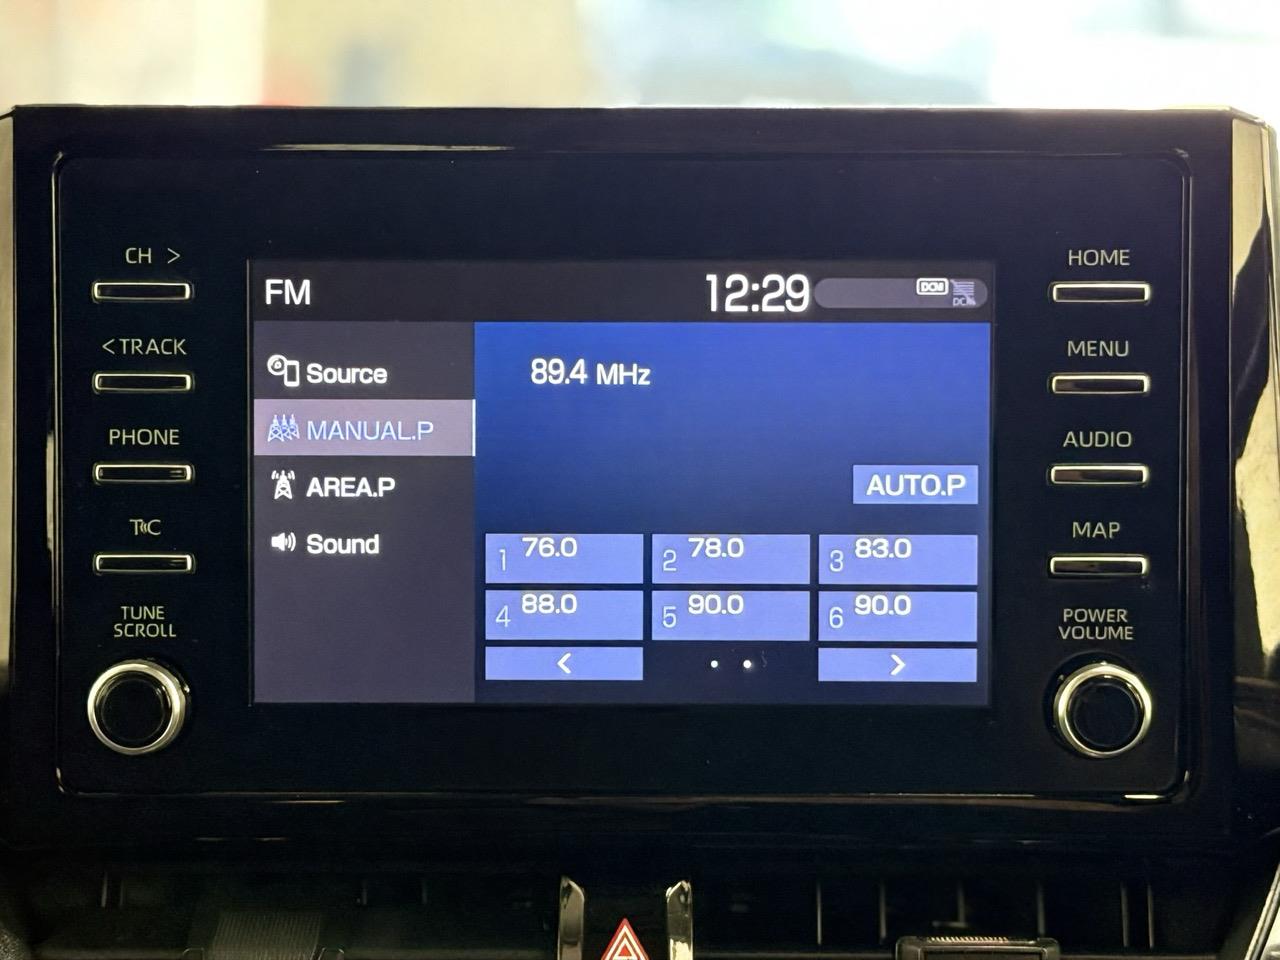 CH >
<TRACK
PHONE
TC
TUNE
SCROLL
FM
12:29
DCM
Source
MANUAL.P
AREA.P
Sound
89.4 MHz
AUTO.P
1 76.0
2 78.0
3 83.0
4 88.0
5 90.0
6 90.0
<
>
HOME
MENU
AUDIO
MAP
POWER
VOLUME